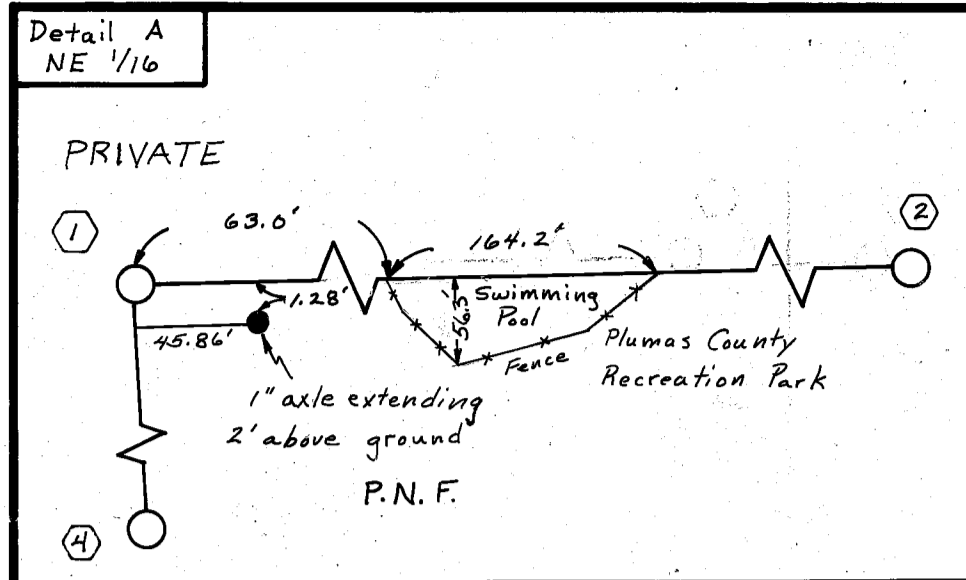 Detail A
NE 1/16
PRIVATE
1
63.0'
164.2'
2
1.28'
56.3'
Swimming
Pool
45.86'
Fence
Plumas County
Recreation Park
1" axle extending
2' above ground
P.N.F.
4